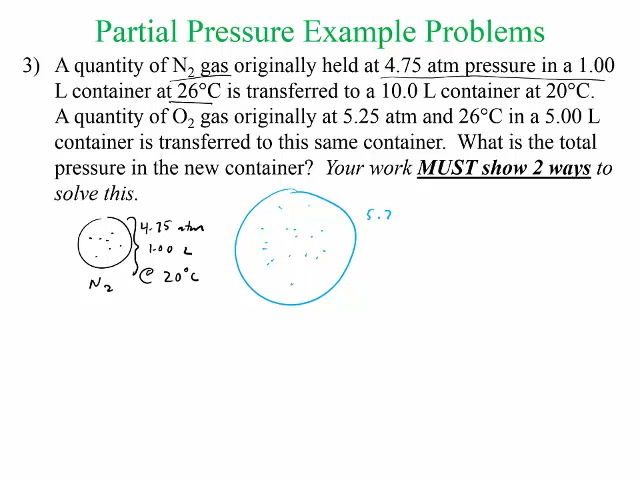 Partial Pressure Example Problems
3) A quantity of N2 gas originally held at 4.75 atm pressure in a 1.00
L container at 26°C is transferred to a 10.0 L container at 20°C.
A quantity of O2 gas originally at 5.25 atm and 26°C in a 5.00 L
container is transferred to this same container. What is the total
pressure in the new container? Your work MUST show 2 ways to
solve this.
4.75 atm
1.00 L
@ 20°C
N2
5.2